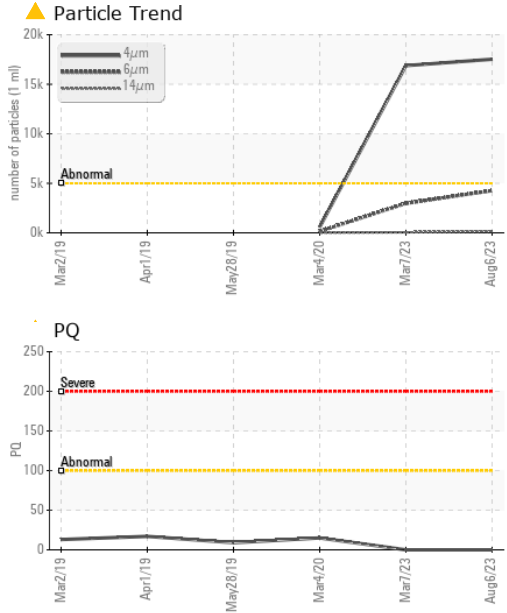 Particle Trend
20k
15k
10k
5k
0k
number of particles (1 ml)
4µm
6µm
14µm
Abnormal
Mar2/19
Apr1/19
May28/19
Mar4/20
Mar7/23
Aug6/23
PQ
250
200
150
100
50
0
PQ
Severe
Abnormal
Mar2/19
Apr1/19
May28/19
Mar4/20
Mar7/23
Aug6/23